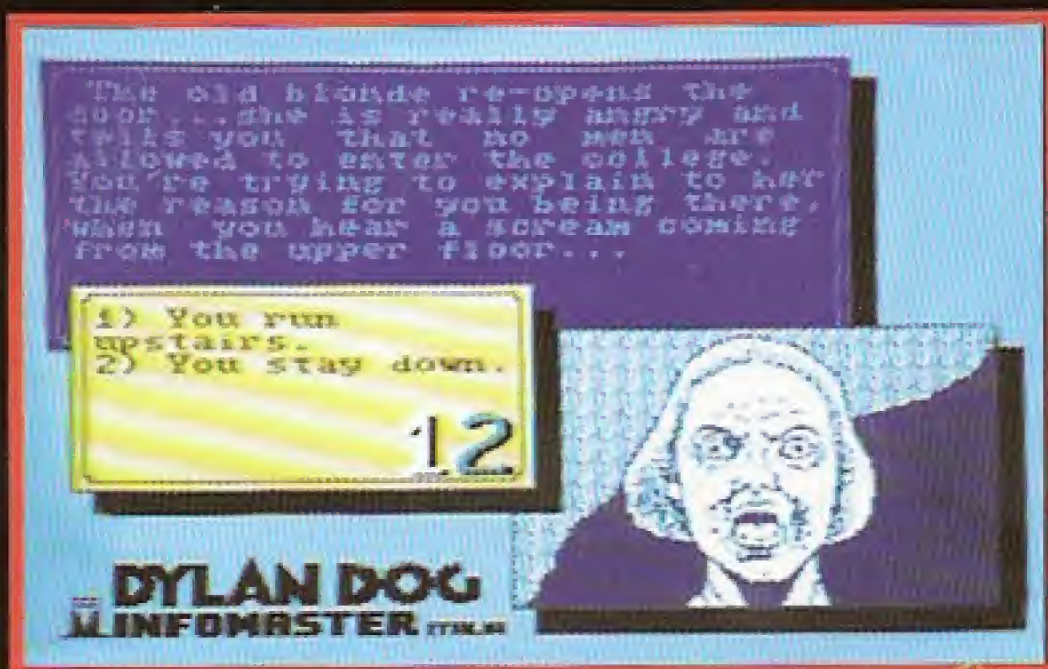 The old blonde re-opens the
door...she is really angry and
tells you that no men are
allowed to enter the college.
You're trying to explain to her
the reason for you being there,
when you hear a scream coming
from the upper floor...
1) You run
upstairs.
2) You stay down.
12
DYLAN DOG
INFOMASTER